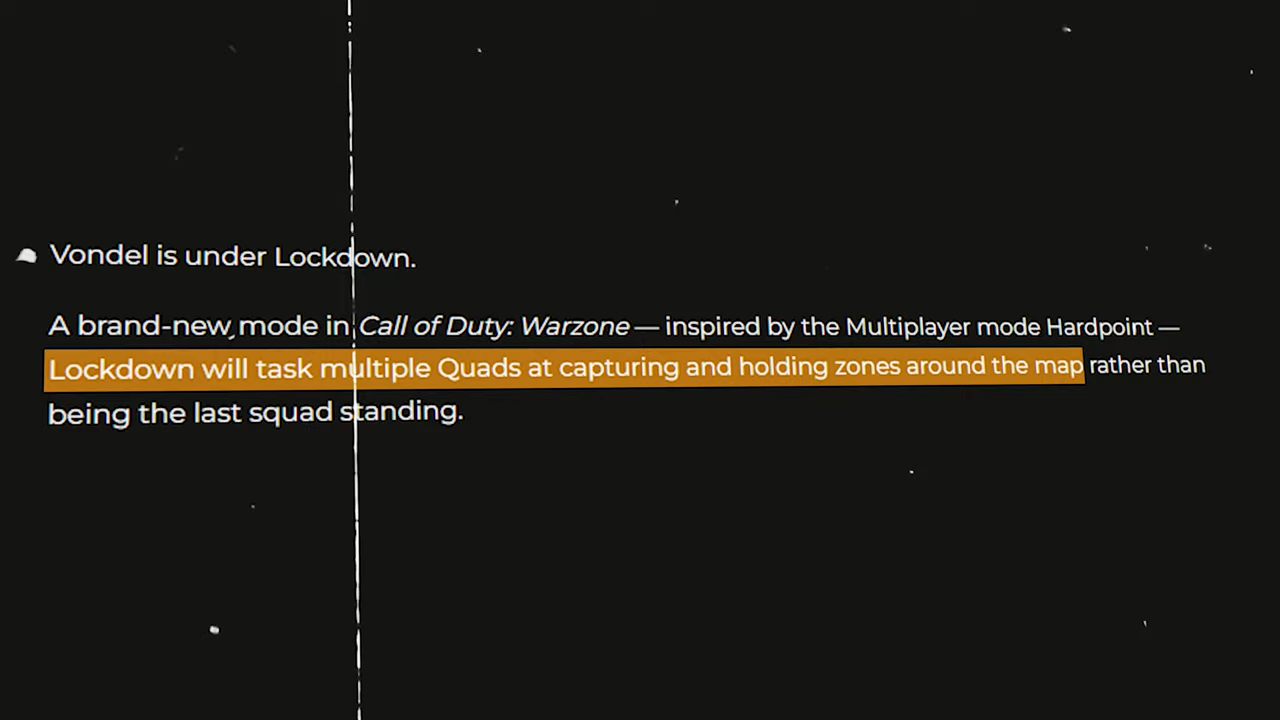 Vondel is under Lockdown.
A brand-new mode in Call of Duty: Warzone — inspired by the Multiplayer mode Hardpoint —
Lockdown will task multiple Quads at capturing and holding zones around the map rather than
being the last squad standing.